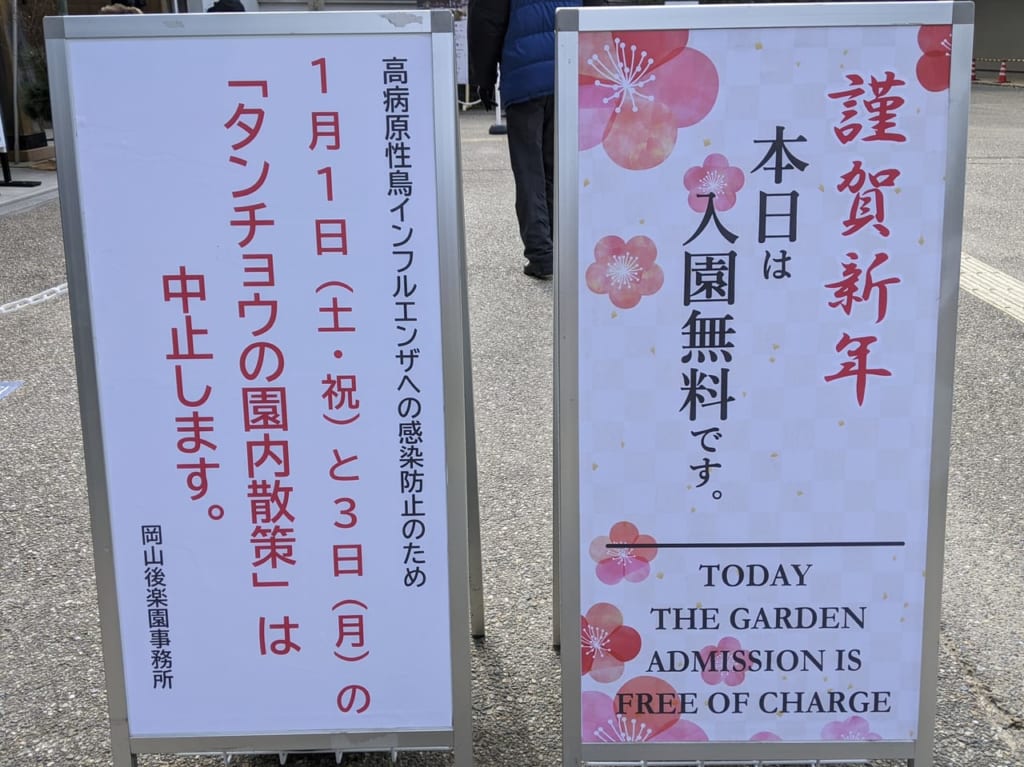 高病原性鳥インフルエンザへの感染防止のため
1月1日(土・祝)と3日(月)の
「タンチョウの園内散策」は
中止します。
岡山後楽園事務所
謹賀新年
本日は
入園無料です。
TODAY
THE GARDEN
ADMISSION IS
FREE OF CHARGE